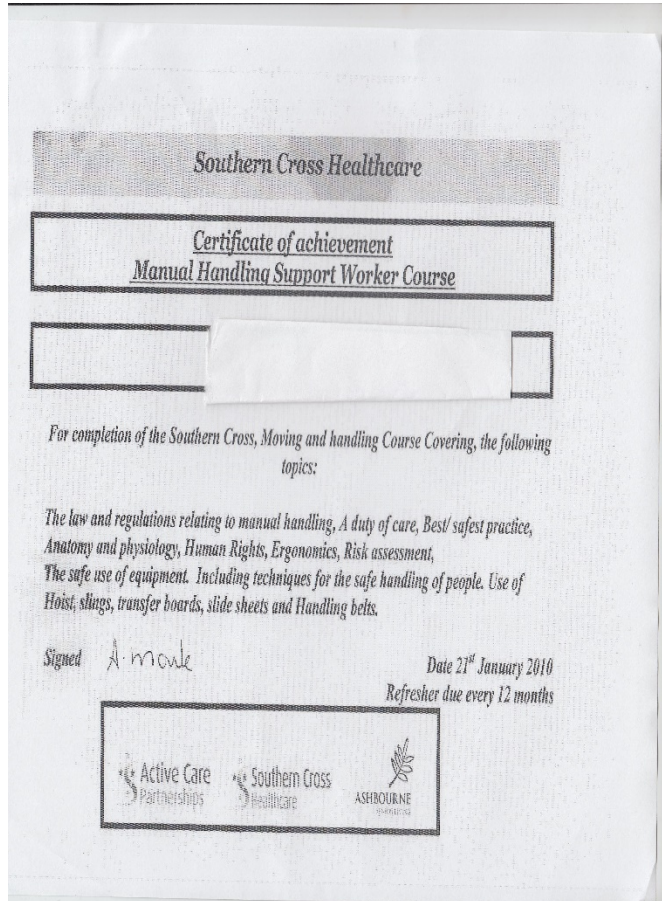 Southern Cross Healthcare
Certificate of achievement
Manual Handling Support Worker Course
For completion of the Southern Cross, Moving and handling Course Covering, the following
topics:
The law and regulations relating to manual handling, A duty of care, Best/ safest practice,
Anatomy and physiology, Human Rights, Ergonomics, Risk assessment,
The safe use of equipment. Including techniques for the safe handling of people. Use of
Hoist, slings, transfer boards, slide sheets and Handling belts.
Signed A.
Date 21st January 2010
Refresher due every 12 months
Active Care
Partnerships
Southern Cross
Healthcare
ASHBOURNE